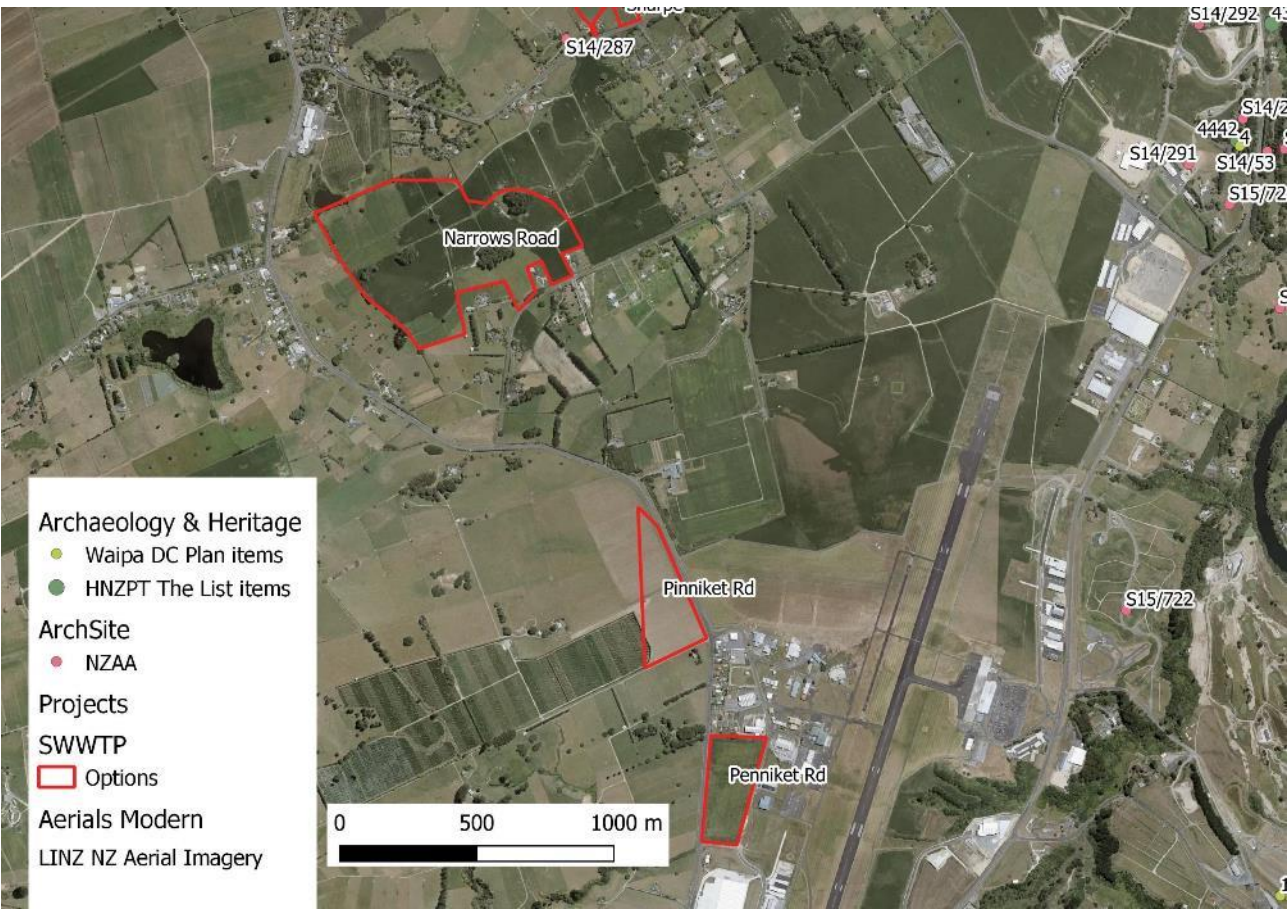 Sharpe
S14/292
S14/287
4442
S14/291
S14/53
Narrows Road
Pinniket Rd
S15/722
Penniket Rd
Archaeology & Heritage
Waipa DC Plan items
HNZPT The List items
ArchSite
NZAA
Projects
SWWTP
Options
Aerials Modern
LINZ NZ Aerial Imagery
0 500 1000 m